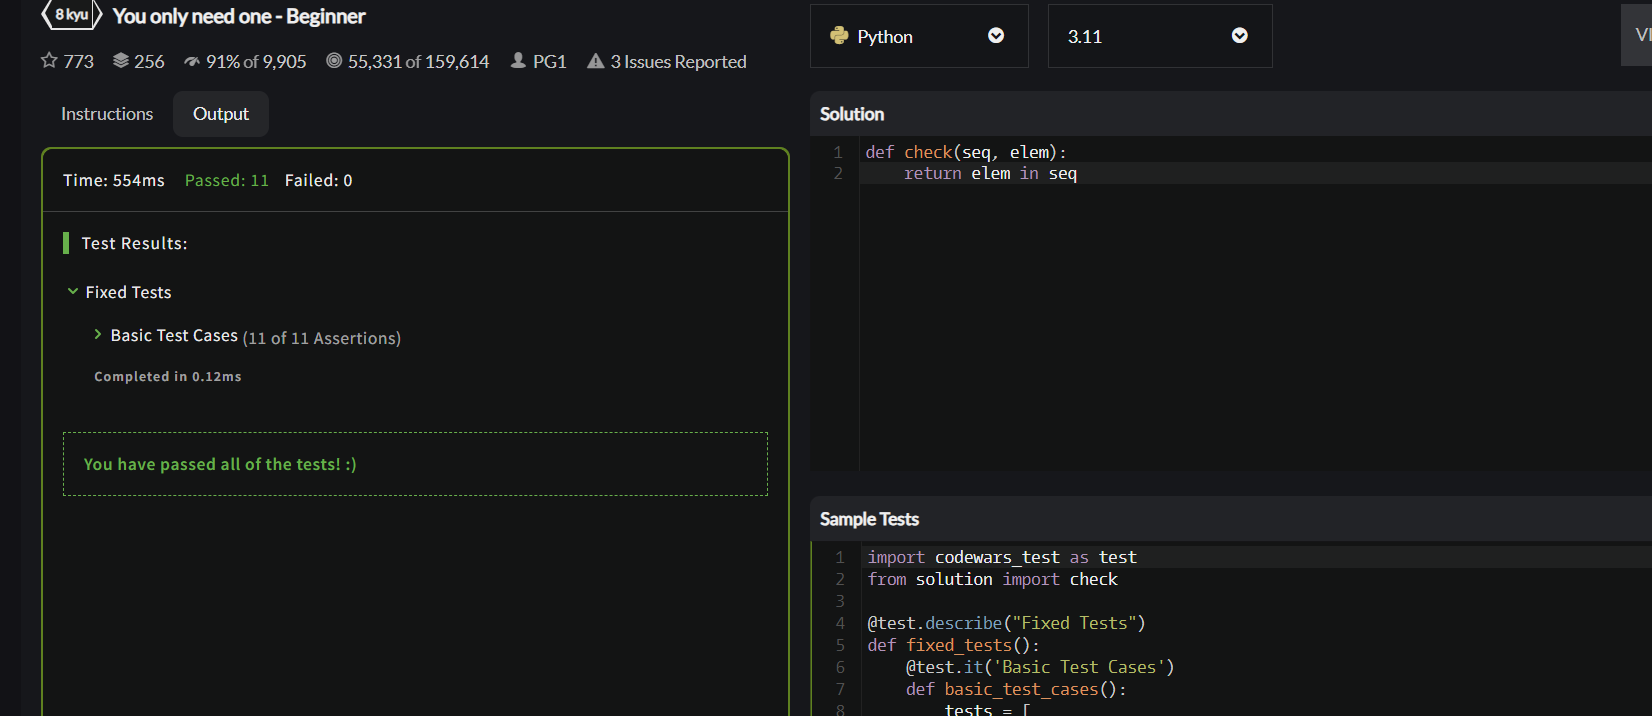 8 kyu You only need one - Beginner
773 256 91% of 9,905 55,331 of 159,614 PG1 3 Issues Reported
Instructions Output
Time: 554ms Passed: 11 Failed: 0
Test Results:
Fixed Tests
Basic Test Cases (11 of 11 Assertions)
Completed in 0.12ms
You have passed all of the tests! :)
Python 3.11
Solution
1 def check(seq, elem):
2 return elem in seq
Sample Tests
1 import codewars_test as test
2 from solution import check
3
4 @test.describe("Fixed Tests")
5 def fixed_tests():
6 @test.it('Basic Test Cases')
7 def basic_test_cases():
8 tests = [